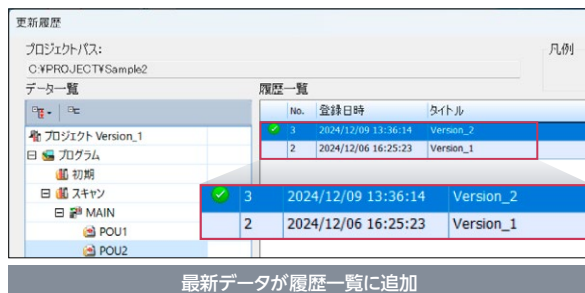 更新履歴
プロジェクトパス:
凡例
C:¥PROJECT¥Sample2
データ一覧
履歴一覧
No. 登録日時 タイトル
3 2024/12/09 13:36:14 Version_2
2 2024/12/06 16:25:23 Version_1
プロジェクト Version_1
プログラム
初期
スキャン
MAIN
POU1
POU2
3 2024/12/09 13:36:14 Version_2
2 2024/12/06 16:25:23 Version_1
最新データが履歴一覧に追加